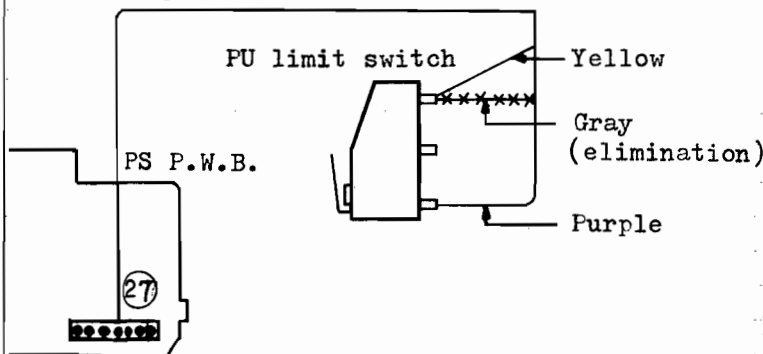 PU limit switch
Yellow
Gray
(elimination)
PS P.W.B.
Purple
27